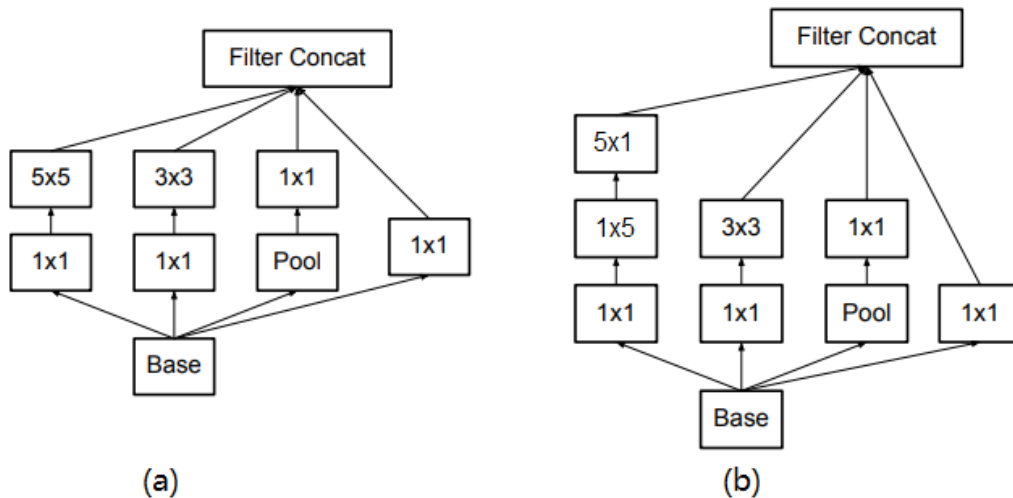 Filter Concat
5x5
3x3
1x1
1x1
1x1
1x1
Pool
Base
(a)
Filter Concat
5x1
1x5
3x3
1x1
1x1
1x1
Pool
1x1
Base
(b)